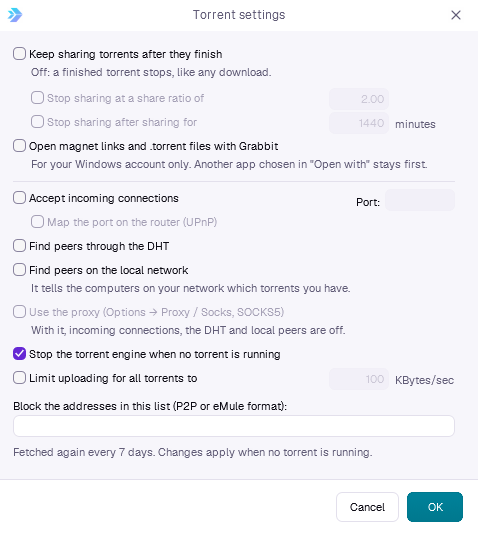 Torrent settings
Keep sharing torrents after they finish
Off: a finished torrent stops, like any download.
Stop sharing at a share ratio of 2.00
Stop sharing after sharing for 1440 minutes
Open magnet links and .torrent files with Grabbit
For your Windows account only. Another app chosen in "Open with" stays first.
Accept incoming connections Port:
Map the port on the router (UPnP)
Find peers through the DHT
Find peers on the local network
It tells the computers on your network which torrents you have.
Use the proxy (Options → Proxy / Socks, SOCKS5)
With it, incoming connections, the DHT and local peers are off.
Stop the torrent engine when no torrent is running
Limit uploading for all torrents to 100 KBytes/sec
Block the addresses in this list (P2P or eMule format):
Fetched again every 7 days. Changes apply when no torrent is running.
Cancel OK